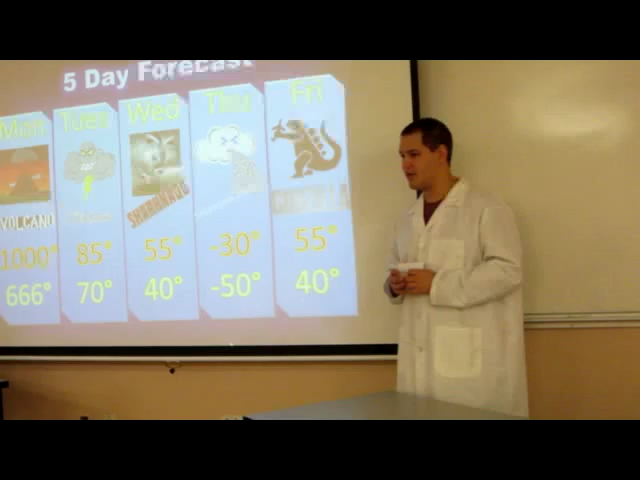 5 Day Forecast
Mon Tues Wed Thu Fri
VOLCANO SHARKNADO GODZILLA
1000° 85° 55° -30° 55°
666° 70° 40° -50° 40°